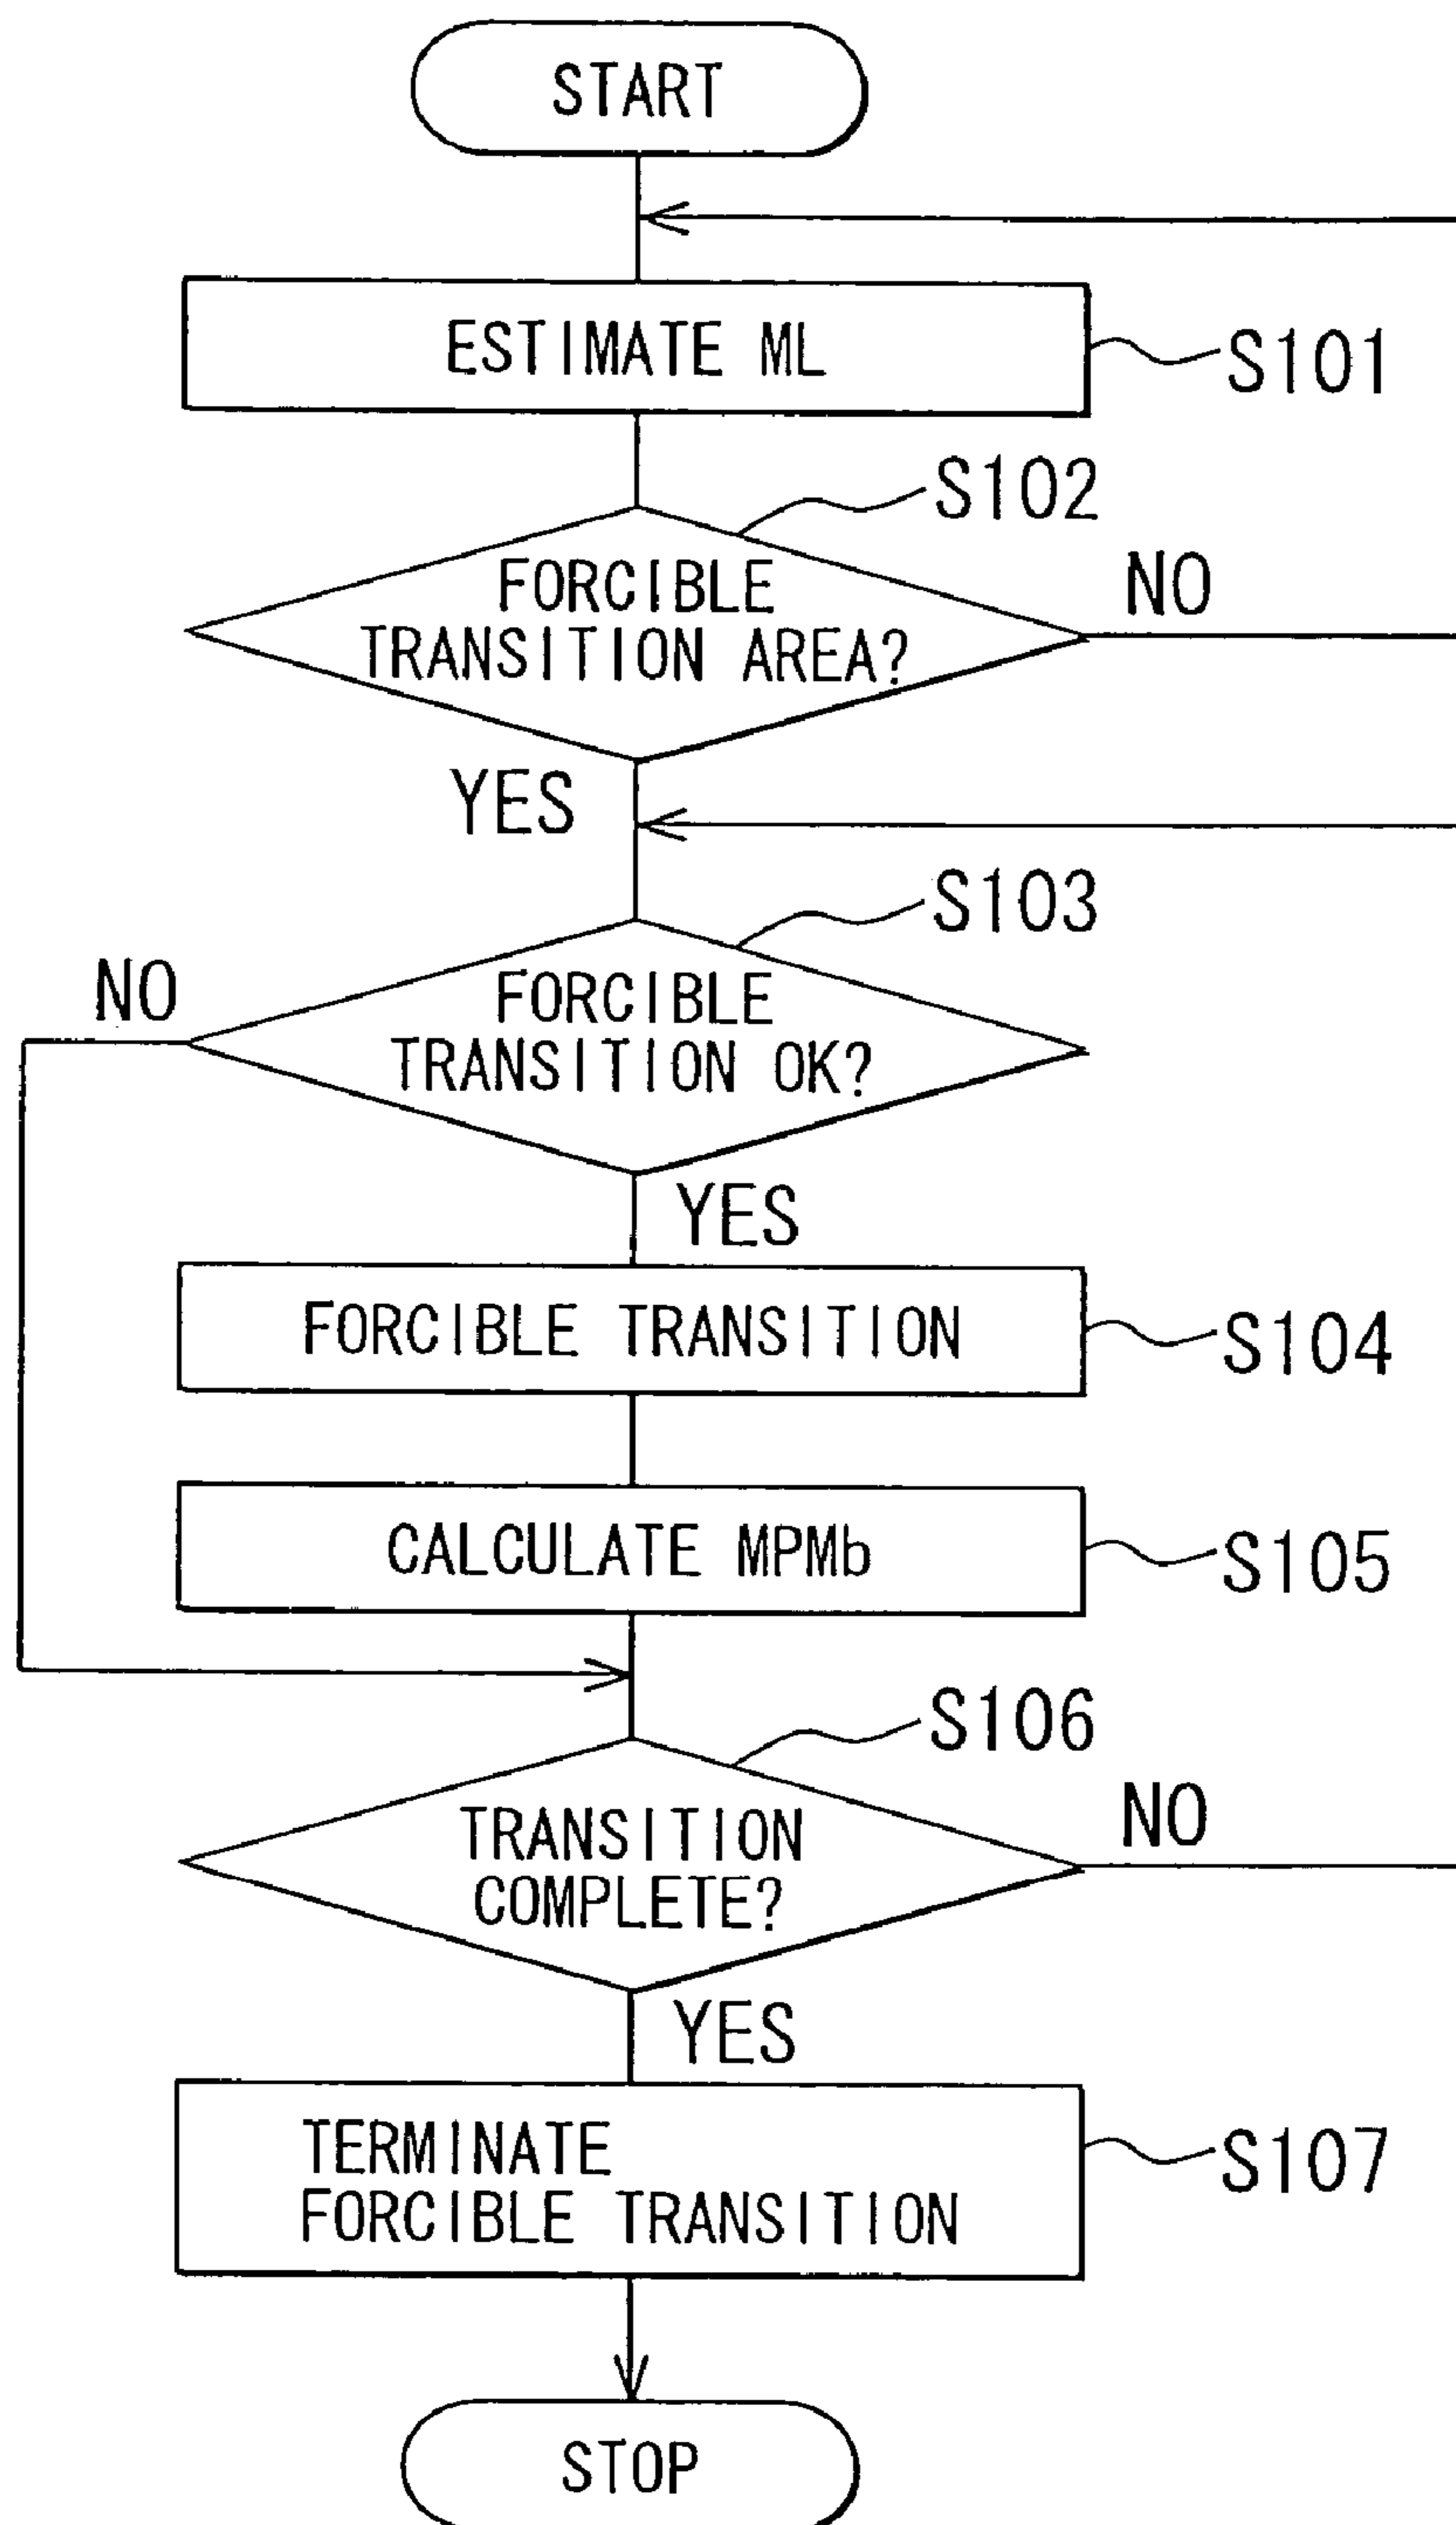 START
ESTIMATE ML
S101
S102
FORCIBLE
TRANSITION AREA?
NO
YES
S103
NO
FORCIBLE
TRANSITION OK?
YES
FORCIBLE TRANSITION
S104
CALCULATE MPMb
S105
S106
TRANSITION
COMPLETE?
NO
YES
TERMINATE
FORCIBLE TRANSITION
S107
STOP